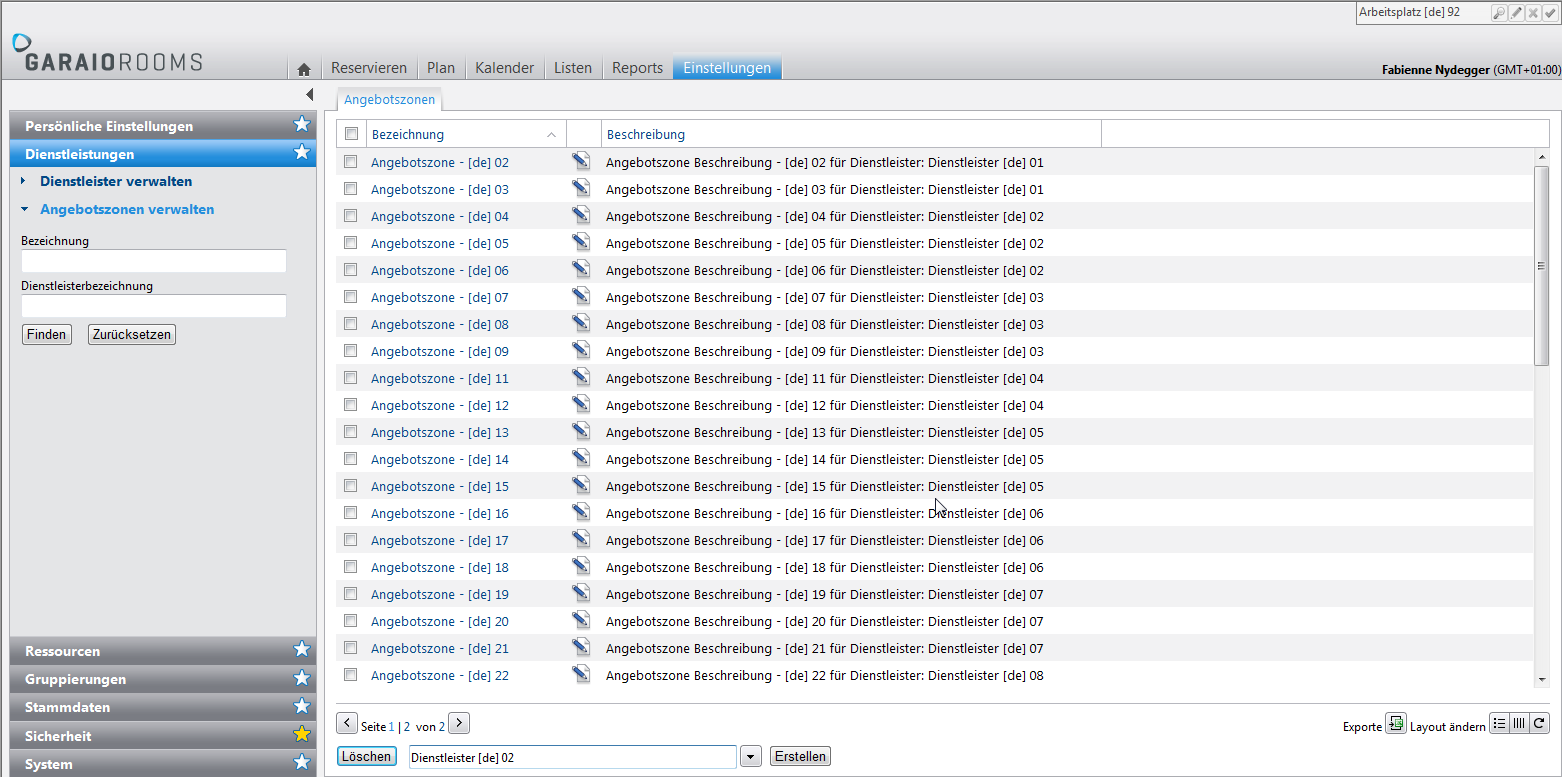 Arbeitsplatz [de] 92
GARAIOROOMS
Reservieren Plan Kalender Listen Reports Einstellungen
Fabienne Nydegger (GMT+01:00)
Angebotszonen
Persönliche Einstellungen
Dienstleistungen
Dienstleister verwalten
Angebotszonen verwalten
Bezeichnung
Dienstleisterbezeichnung
Finden Zurücksetzen
Ressourcen
Gruppierungen
Stammdaten
Sicherheit
System
Bezeichnung Beschreibung
Angebotszone - [de] 02 Angebotszone Beschreibung - [de] 02 für Dienstleister: Dienstleister [de] 01
Angebotszone - [de] 03 Angebotszone Beschreibung - [de] 03 für Dienstleister: Dienstleister [de] 01
Angebotszone - [de] 04 Angebotszone Beschreibung - [de] 04 für Dienstleister: Dienstleister [de] 02
Angebotszone - [de] 05 Angebotszone Beschreibung - [de] 05 für Dienstleister: Dienstleister [de] 02
Angebotszone - [de] 06 Angebotszone Beschreibung - [de] 06 für Dienstleister: Dienstleister [de] 02
Angebotszone - [de] 07 Angebotszone Beschreibung - [de] 07 für Dienstleister: Dienstleister [de] 03
Angebotszone - [de] 08 Angebotszone Beschreibung - [de] 08 für Dienstleister: Dienstleister [de] 03
Angebotszone - [de] 09 Angebotszone Beschreibung - [de] 09 für Dienstleister: Dienstleister [de] 03
Angebotszone - [de] 11 Angebotszone Beschreibung - [de] 11 für Dienstleister: Dienstleister [de] 04
Angebotszone - [de] 12 Angebotszone Beschreibung - [de] 12 für Dienstleister: Dienstleister [de] 04
Angebotszone - [de] 13 Angebotszone Beschreibung - [de] 13 für Dienstleister: Dienstleister [de] 05
Angebotszone - [de] 14 Angebotszone Beschreibung - [de] 14 für Dienstleister: Dienstleister [de] 05
Angebotszone - [de] 15 Angebotszone Beschreibung - [de] 15 für Dienstleister: Dienstleister [de] 05
Angebotszone - [de] 16 Angebotszone Beschreibung - [de] 16 für Dienstleister: Dienstleister [de] 06
Angebotszone - [de] 17 Angebotszone Beschreibung - [de] 17 für Dienstleister: Dienstleister [de] 06
Angebotszone - [de] 18 Angebotszone Beschreibung - [de] 18 für Dienstleister: Dienstleister [de] 06
Angebotszone - [de] 19 Angebotszone Beschreibung - [de] 19 für Dienstleister: Dienstleister [de] 07
Angebotszone - [de] 20 Angebotszone Beschreibung - [de] 20 für Dienstleister: Dienstleister [de] 07
Angebotszone - [de] 21 Angebotszone Beschreibung - [de] 21 für Dienstleister: Dienstleister [de] 07
Angebotszone - [de] 22 Angebotszone Beschreibung - [de] 22 für Dienstleister: Dienstleister [de] 08
Seite 1 | 2 von 2
Exporte Layout ändern
Löschen Dienstleister [de] 02 Erstellen